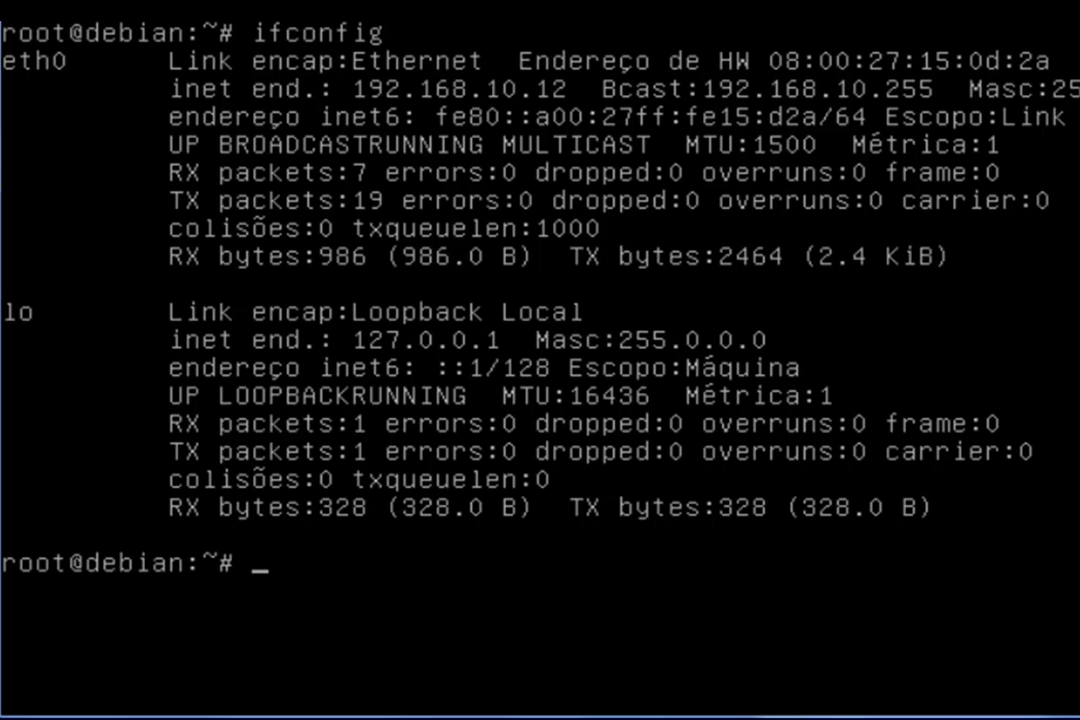 root@debian:~# ifconfig
eth0 Link encap:Ethernet Endereço de HW 08:00:27:15:0d:2a
inet end.: 192.168.10.12 Bcast:192.168.10.255 Masc:25
endereço inet6: fe80::a00:27ff:fe15:d2a/64 Escopo:Link
UP BROADCASTRUNNING MULTICAST MTU:1500 Métrica:1
RX packets:7 errors:0 dropped:0 overruns:0 frame:0
TX packets:19 errors:0 dropped:0 overruns:0 carrier:0
colisões:0 txqueuelen:1000
RX bytes:986 (986.0 B) TX bytes:2464 (2.4 KiB)
lo Link encap:Loopback Local
inet end.: 127.0.0.1 Masc:255.0.0.0
endereço inet6: ::1/128 Escopo:Máquina
UP LOOPBACKRUNNING MTU:16436 Métrica:1
RX packets:1 errors:0 dropped:0 overruns:0 frame:0
TX packets:1 errors:0 dropped:0 overruns:0 carrier:0
colisões:0 txqueuelen:0
RX bytes:328 (328.0 B) TX bytes:328 (328.0 B)
root@debian:~# _